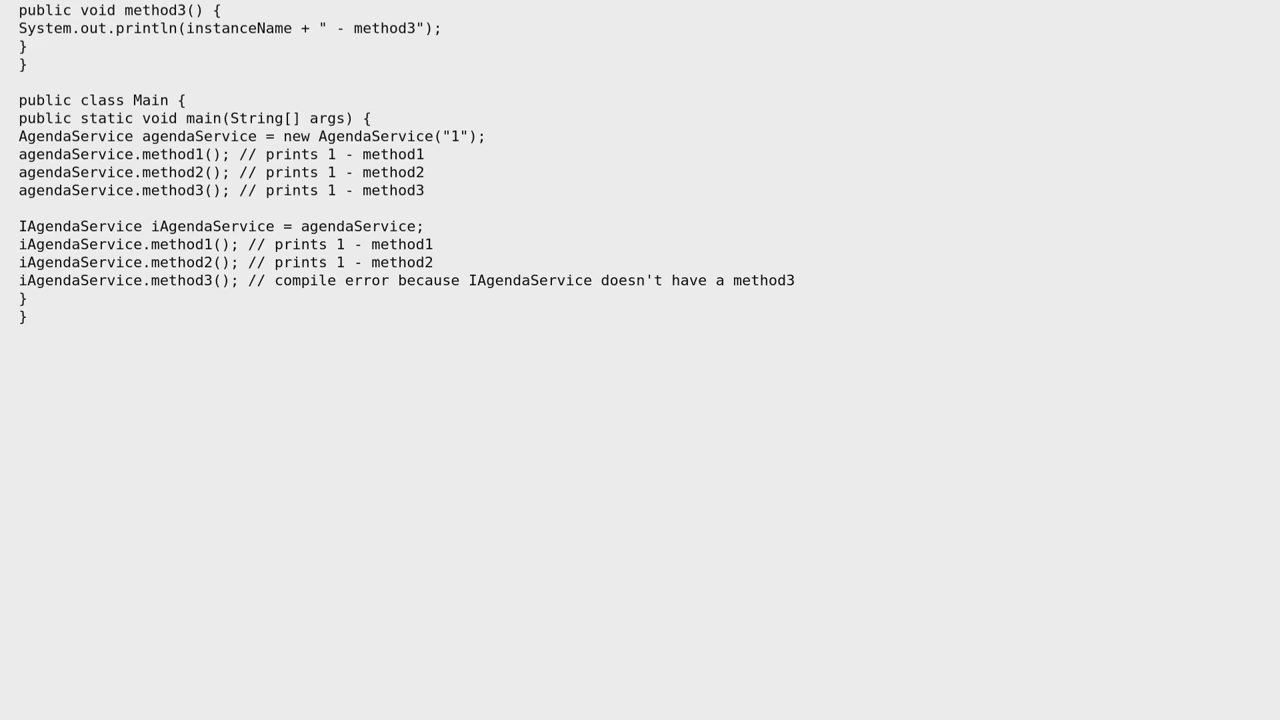 public void method3() {
System.out.println(instanceName + " - method3");
}
}
public class Main {
public static void main(String[] args) {
AgendaService agendaService = new AgendaService("1");
agendaService.method1(); // prints 1 - method1
agendaService.method2(); // prints 1 - method2
agendaService.method3(); // prints 1 - method3
IAgendaService iAgendaService = agendaService;
iAgendaService.method1(); // prints 1 - method1
iAgendaService.method2(); // prints 1 - method2
iAgendaService.method3(); // compile error because IAgendaService doesn't have a method3
}
}